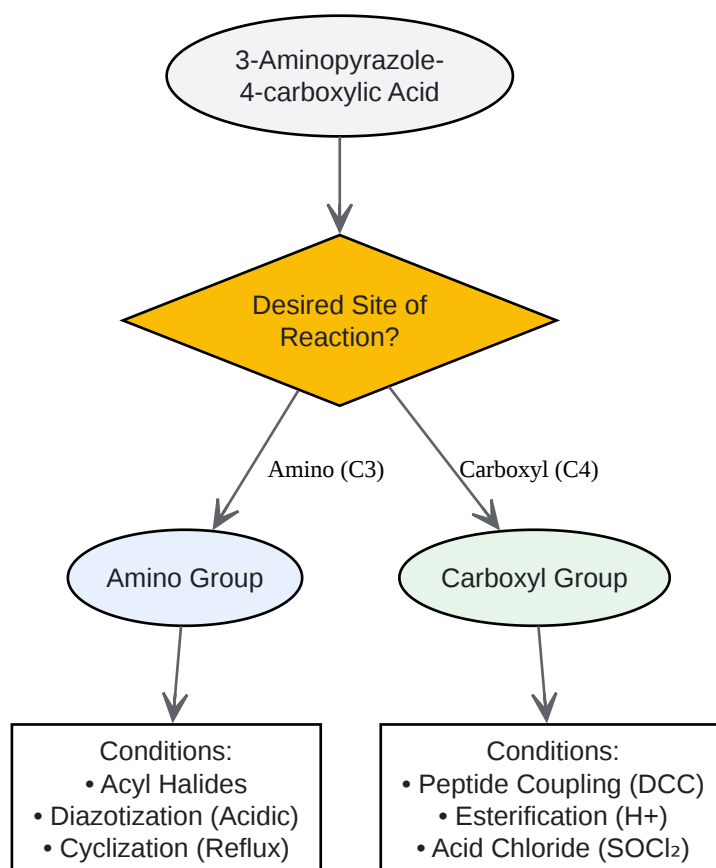 3-Aminopyrazole-
4-carboxylic Acid
Desired Site of
Reaction?
Amino (C3)
Carboxyl (C4)
Amino Group
Carboxyl Group
Conditions:
• Acyl Halides
• Diazotization (Acidic)
• Cyclization (Reflux)
Conditions:
• Peptide Coupling (DCC)
• Esterification (H+)
• Acid Chloride (SOCl₂)